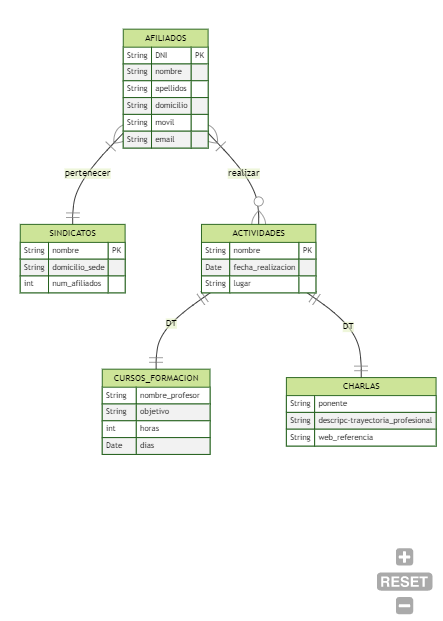 AFILIADOS
String DNI PK
String nombre
String apellidos
String domicilio
String movil
String email
pertenecer
realizar
SINDICATOS
String nombre PK
String domicilio_sede
int num_afiliados
ACTIVIDADES
String nombre PK
Date fecha_realizacion
String lugar
DT
DT
CURSOS_FORMACION
String nombre_profesor
String objetivo
int horas
Date dias
CHARLAS
String ponente
String descripc-trayectoria_profesional
String web_referencia
RESET